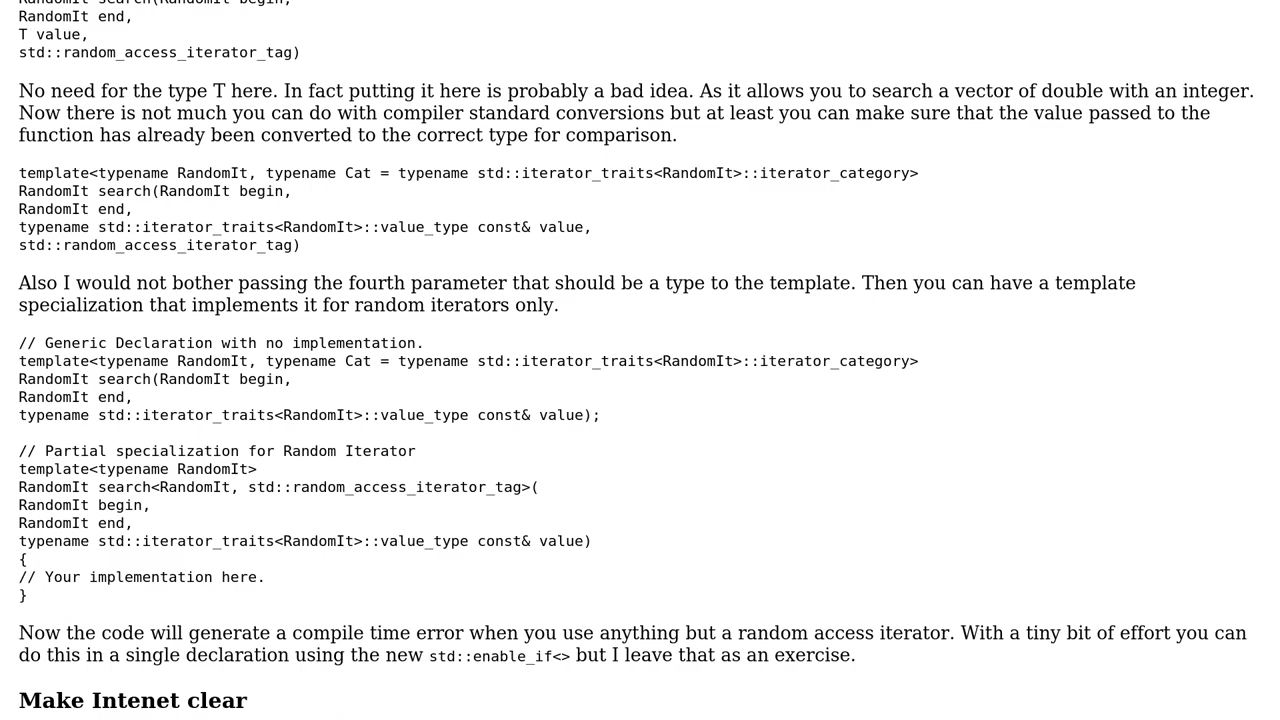 RandomIt search(RandomIt begin,
RandomIt end,
T value,
std::random_access_iterator_tag)
No need for the type T here. In fact putting it here is probably a bad idea. As it allows you to search a vector of double with an integer.
Now there is not much you can do with compiler standard conversions but at least you can make sure that the value passed to the
function has already been converted to the correct type for comparison.
template<typename RandomIt, typename Cat = typename std::iterator_traits<RandomIt>::iterator_category>
RandomIt search(RandomIt begin,
RandomIt end,
typename std::iterator_traits<RandomIt>::value_type const& value,
std::random_access_iterator_tag)
Also I would not bother passing the fourth parameter that should be a type to the template. Then you can have a template
specialization that implements it for random iterators only.
// Generic Declaration with no implementation.
template<typename RandomIt, typename Cat = typename std::iterator_traits<RandomIt>::iterator_category>
RandomIt search(RandomIt begin,
RandomIt end,
typename std::iterator_traits<RandomIt>::value_type const& value);
// Partial specialization for Random Iterator
template<typename RandomIt>
RandomIt search<RandomIt, std::random_access_iterator_tag>(
RandomIt begin,
RandomIt end,
typename std::iterator_traits<RandomIt>::value_type const& value)
{
// Your implementation here.
}
Now the code will generate a compile time error when you use anything but a random access iterator. With a tiny bit of effort you can
do this in a single declaration using the new std::enable_if<> but I leave that as an exercise.
Make Intenet clear